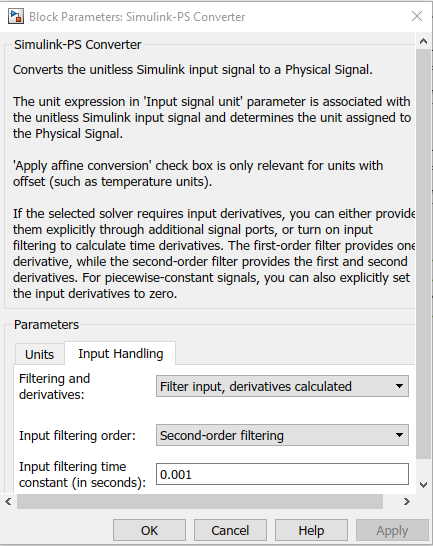 Block Parameters: Simulink-PS Converter
Simulink-PS Converter
Converts the unitless Simulink input signal to a Physical Signal.
The unit expression in 'Input signal unit' parameter is associated with
the unitless Simulink input signal and determines the unit assigned to
the Physical Signal.
'Apply affine conversion' check box is only relevant for units with
offset (such as temperature units).
If the selected solver requires input derivatives, you can either provide
them explicitly through additional signal ports, or turn on input
filtering to calculate time derivatives. The first-order filter provides one
derivative, while the second-order filter provides the first and second
derivatives. For piecewise-constant signals, you can also explicitly set
the input derivatives to zero.
Parameters
Units Input Handling
Filtering and
derivatives:
Filter input, derivatives calculated
Input filtering order: Second-order filtering
Input filtering time
constant (in seconds):
0.001
OK Cancel Help Apply